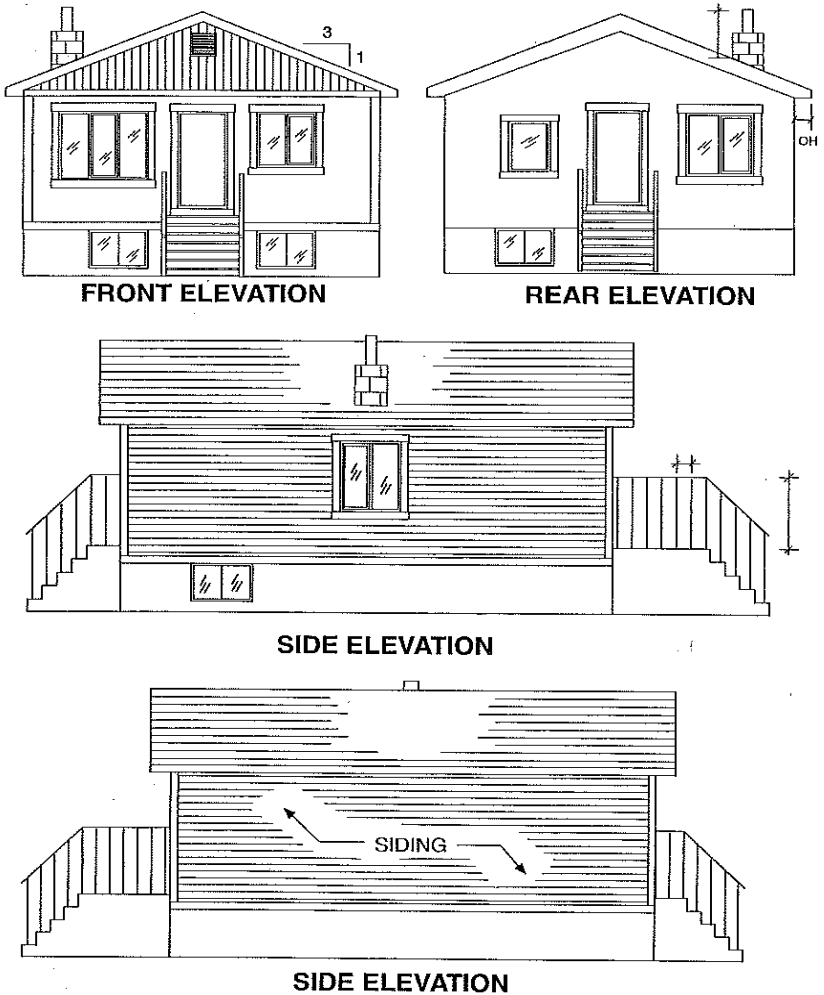 3
1
OH
FRONT ELEVATION
REAR ELEVATION
SIDE ELEVATION
SIDING
SIDE ELEVATION